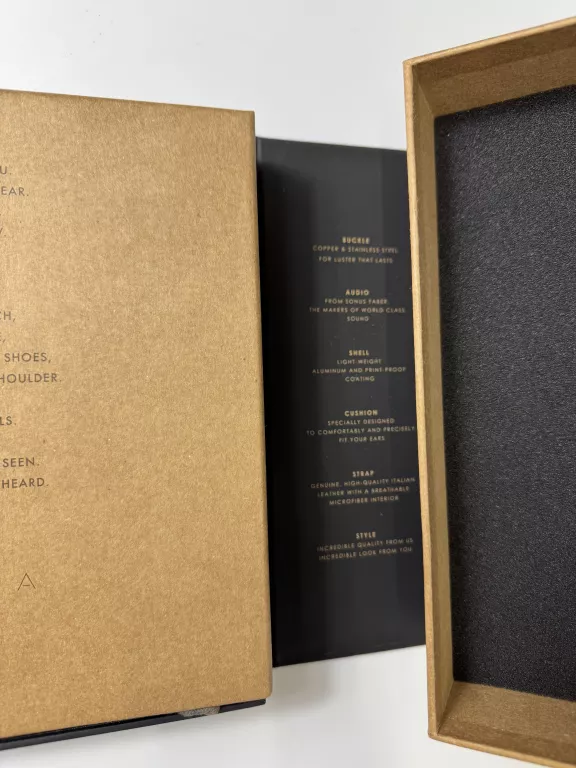 U.
EAR.
Y
CH,
E,
SHOES,
HOULDER.
LS.
SEEN.
HEARD.
A
BUCKLE
COPPER & STAINLESS STEEL
FOR LUSTER THAT LASTS
AUDIO
FROM SONUS FABER
THE MAKERS OF WORLD CLASS
SOUND
SHELL
LIGHT-WEIGHT
ALUMINUM AND PRINT-PROOF
COATING
CUSHION
SPECIALLY DESIGNED
TO COMFORTABLY AND PRECISELY
FIT YOUR EARS
STRAP
GENUINE, HIGH-QUALITY ITALIAN
LEATHER WITH A BREATHABLE
MICROFIBER INTERIOR
STYLE
INCREDIBLE QUALITY FROM US
INCREDIBLE LOOK FROM YOU